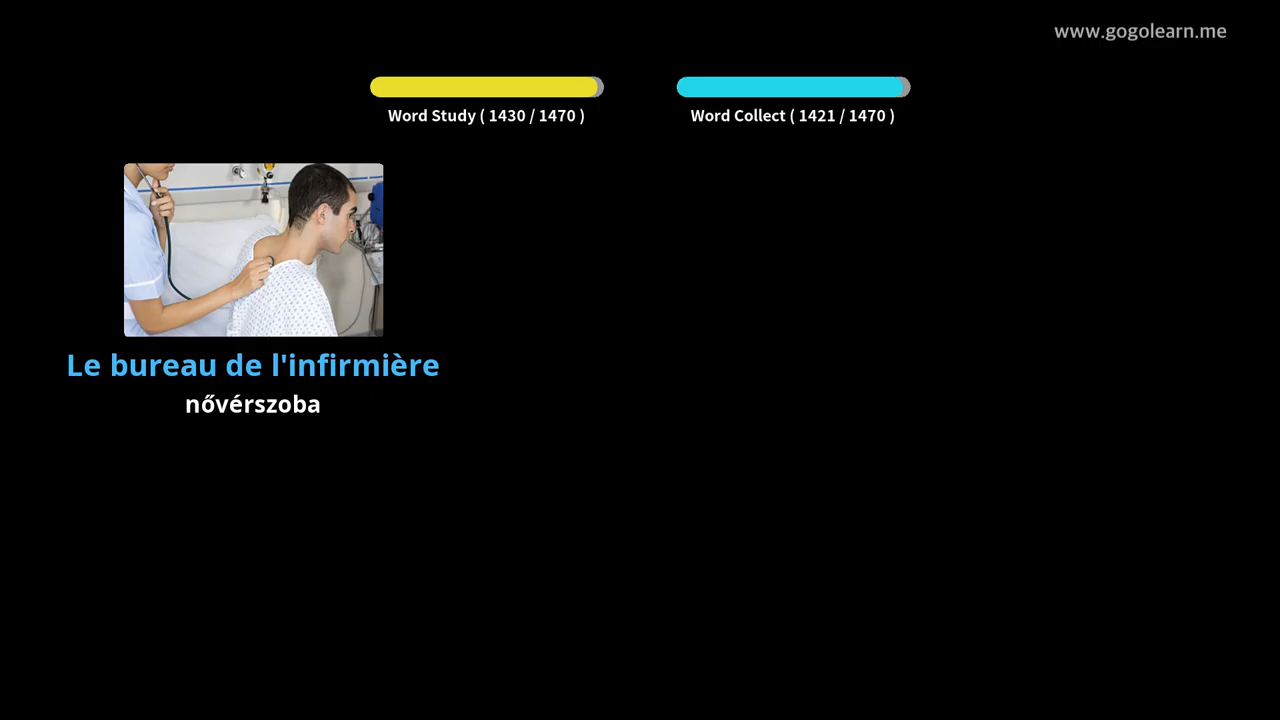 www.gogolearn.me
Word Study ( 1430 / 1470 )
Word Collect ( 1421 / 1470 )
Le bureau de l'infirmière
nővérszoba